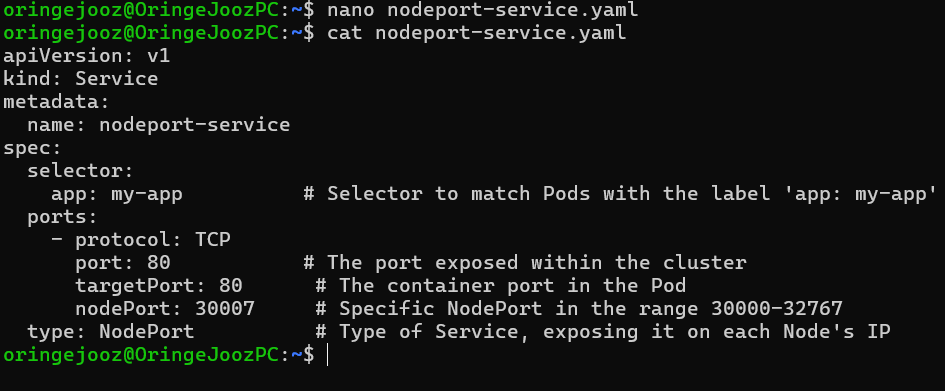 oringejooz@OringeJoozPC:~$ nano nodeport-service.yaml
oringejooz@OringeJoozPC:~$ cat nodeport-service.yaml
apiVersion: v1
kind: Service
metadata:
  name: nodeport-service
spec:
  selector:
    app: my-app          # Selector to match Pods with the label 'app: my-app'
  ports:
    - protocol: TCP
      port: 80           # The port exposed within the cluster
      targetPort: 80      # The container port in the Pod
      nodePort: 30007     # Specific NodePort in the range 30000-32767
  type: NodePort          # Type of Service, exposing it on each Node's IP
oringejooz@OringeJoozPC:~$